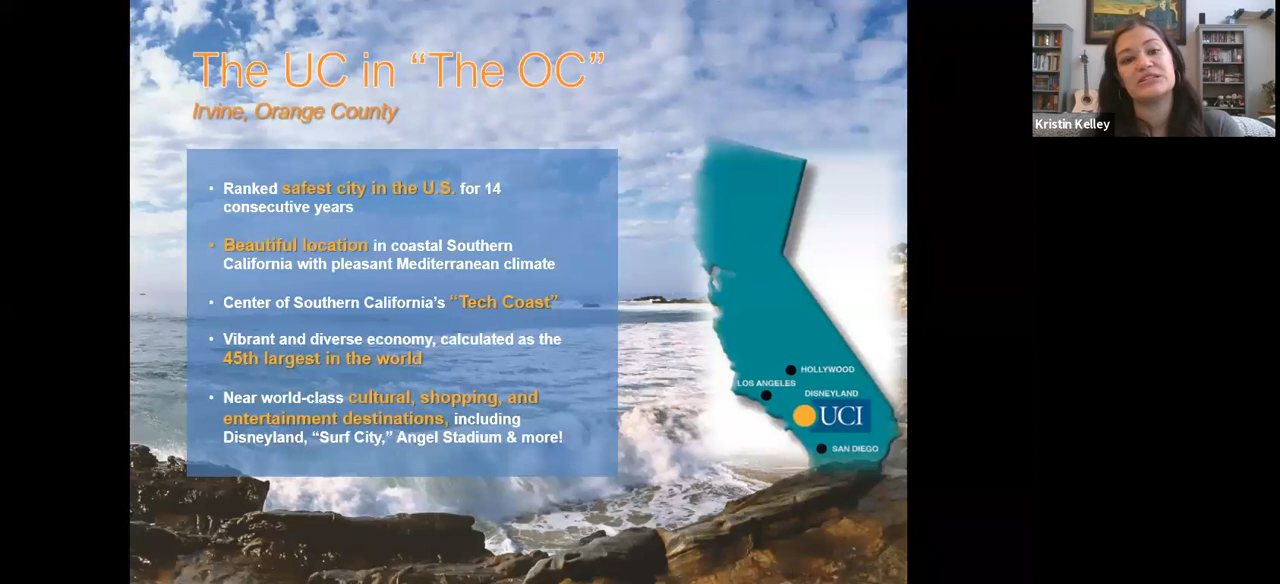 The UC in “The OC”
Irvine, Orange County
• Ranked safest city in the U.S. for 14
consecutive years
• Beautiful location in coastal Southern
California with pleasant Mediterranean climate
• Center of Southern California’s “Tech Coast”
• Vibrant and diverse economy, calculated as the
45th largest in the world
• Near world-class cultural, shopping, and
entertainment destinations, including
Disneyland, “Surf City,” Angel Stadium & more!
HOLLYWOOD
LOS ANGELES
DISNEYLAND
UCI
SAN DIEGO
Kristin Kelley